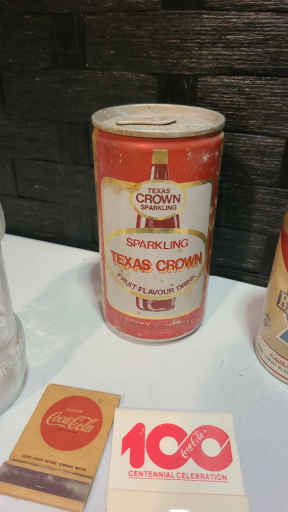 TEXAS
CROWN
SPARKLING
SPARKLING
TEXAS CROWN
FRUIT FLAVOUR DRINK
Coca-Cola
Coca-Cola
100
CENTENNIAL CELEBRATION